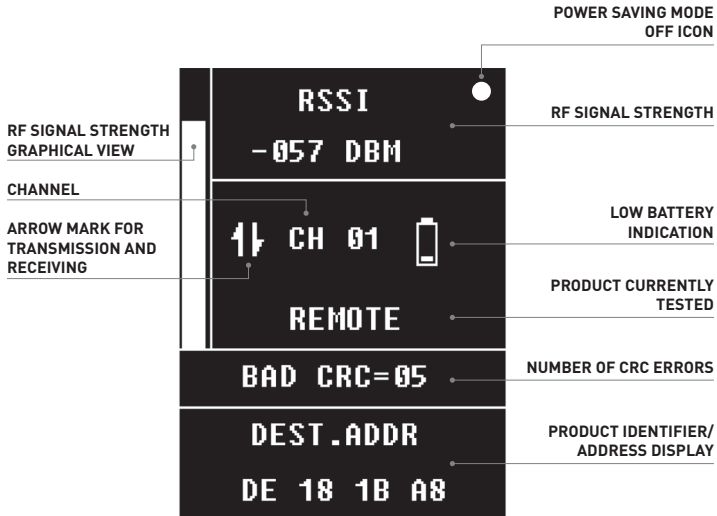 POWER SAVING MODE
OFF ICON
RSSI
RF SIGNAL STRENGTH
-057 DBM
RF SIGNAL STRENGTH
GRAPHICAL VIEW
CHANNEL
ARROW MARK FOR
TRANSMISSION AND
RECEIVING
CH 01
LOW BATTERY
INDICATION
REMOTE
PRODUCT CURRENTLY
TESTED
BAD CRC=05
NUMBER OF CRC ERRORS
DEST.ADDR
DE 18 1B A8
PRODUCT IDENTIFIER/
ADDRESS DISPLAY